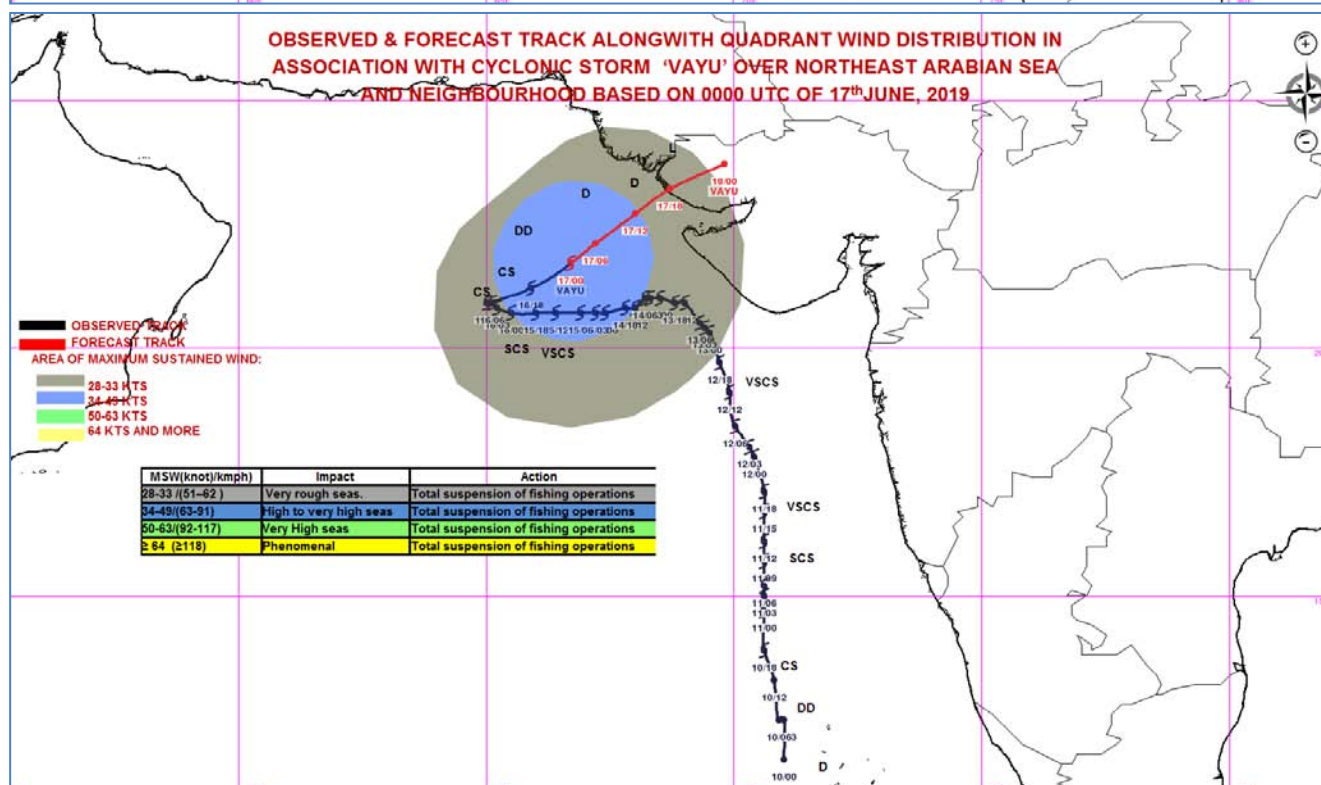 OBSERVED & FORECAST TRACK ALONGWITH QUADRANT WIND DISTRIBUTION IN
ASSOCIATION WITH CYCLONIC STORM ‘VAYU’ OVER NORTHEAST ARABIAN SEA
AND NEIGHBOURHOOD BASED ON 0000 UTC OF 17thJUNE, 2019
L
D
D
18/00
VAYU
17/18
17/12
DD
17/06
CS
17/00
VAYU
CS
16/18
14/1812
13/1812
SCS
VSCS
13/00
OBSERVED TRACK
FORECAST TRACK
AREA OF MAXIMUM SUSTAINED WIND:
28-33 KTS
34-49 KTS
50-63 KTS
64 KTS AND MORE
12/18
VSCS
12/12
12/06
12/03
12/00
MSW(knot)/kmph) Impact Action
28-33 /(51–62 ) Very rough seas. Total suspension of fishing operations
34-49/(63-91) High to very high seas Total suspension of fishing operations
50-63/(92-117) Very High seas Total suspension of fishing operations
≥ 64 (≥118) Phenomenal Total suspension of fishing operations
11/18
VSCS
11/15
11/12
SCS
11/09
11/06
11/03
11/00
10/18
CS
10/12
DD
10/063
10/00
D